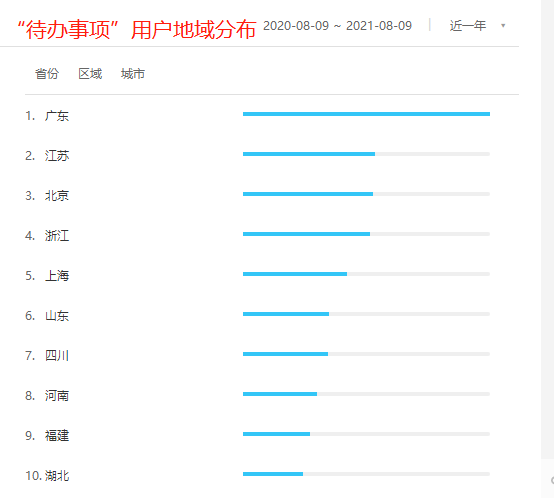 “待办事项”用户地域分布 2020-08-09 ~ 2021-08-09 | 近一年
省份 区域 城市
1. 广东
2. 江苏
3. 北京
4. 浙江
5. 上海
6. 山东
7. 四川
8. 河南
9. 福建
10. 湖北